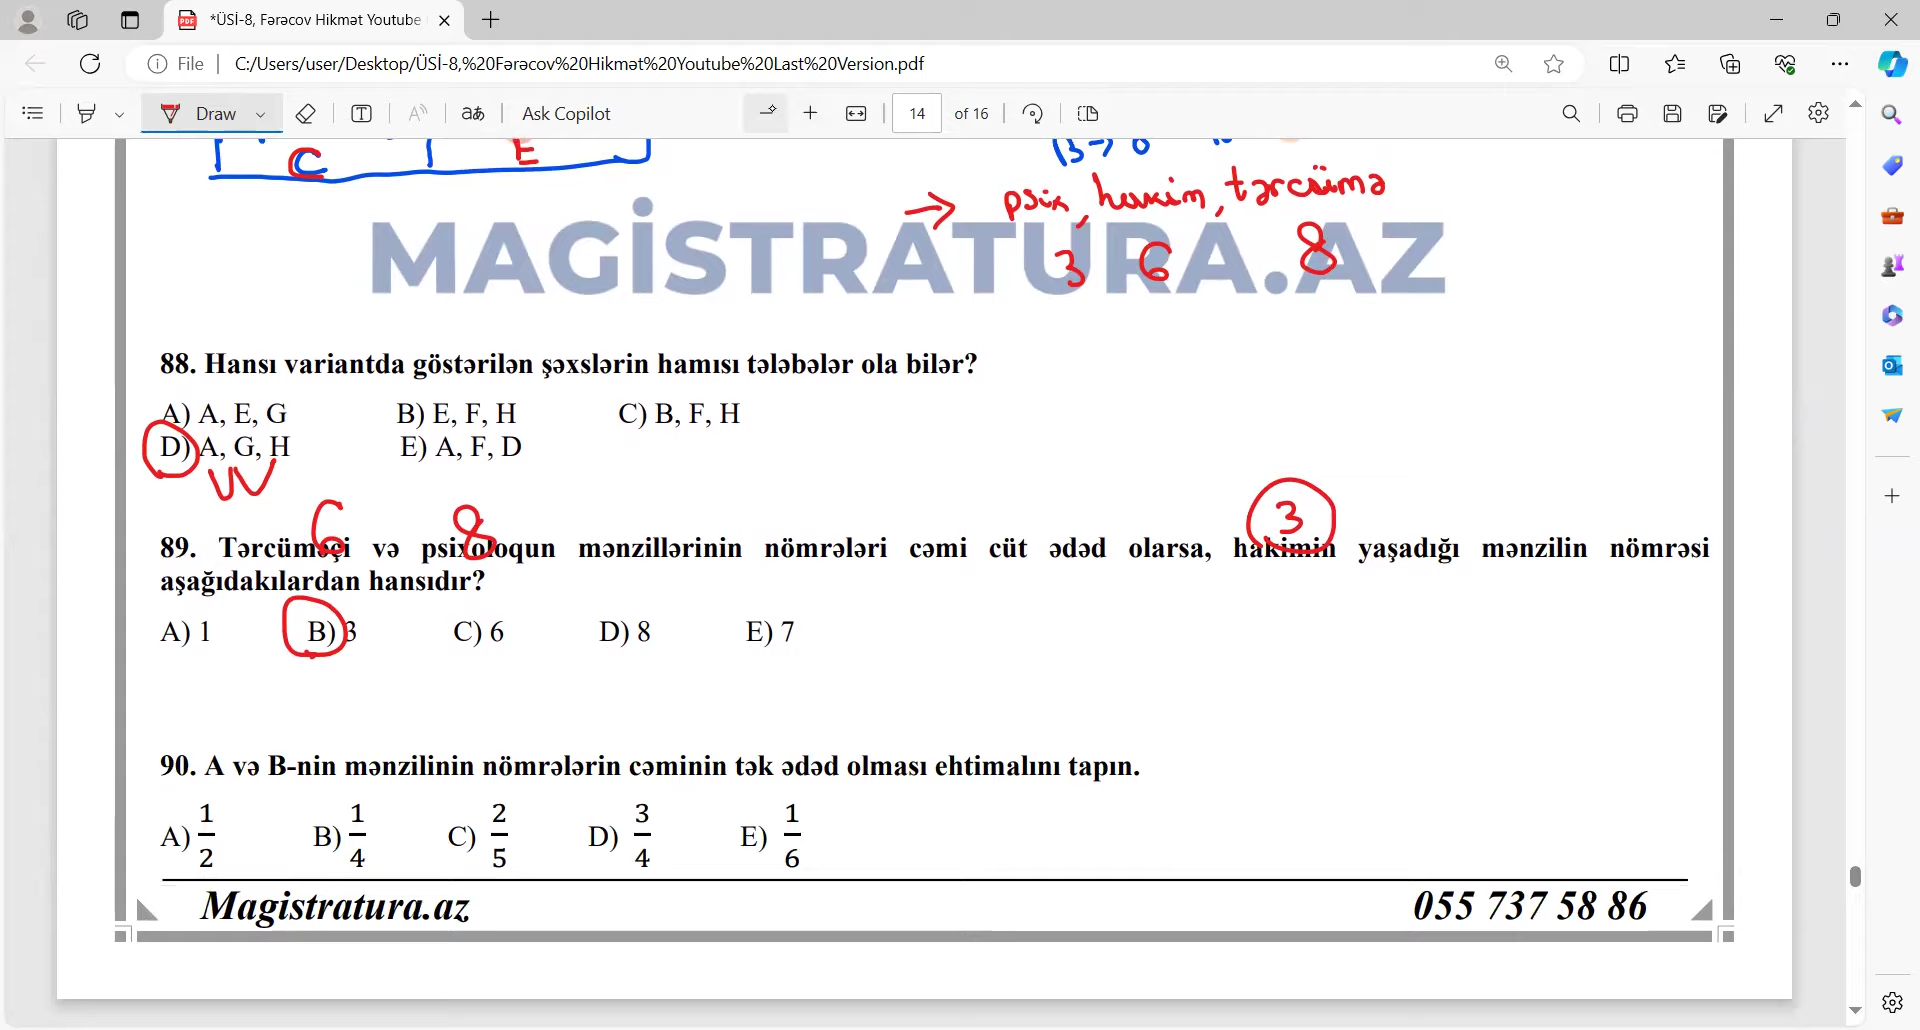 *ÜSİ-8, Fərəcov Hikmət Youtube
File
C:/Users/user/Desktop/ÜSİ-8,%20Fərəcov%20Hikmət%20Youtube%20Last%20Version.pdf
Draw
Ask Copilot
14 of 16
C E
psix, hakim, tərcümə
3 6 8
MAGİSTRATURA.AZ
88. Hansı variantda göstərilən şəxslərin hamısı tələbələr ola bilər?
A) A, E, G B) E, F, H C) B, F, H
D) A, G, H E) A, F, D
6 8 3
89. Tərcüməçi və psixoloqun mənzillərinin nömrələri cəmi cüt ədəd olarsa, hakimin yaşadığı mənzilin nömrəsi
aşağıdakılardan hansıdır?
A) 1 B) 3 C) 6 D) 8 E) 7
90. A və B-nin mənzilinin nömrələrin cəminin tək ədəd olması ehtimalını tapın.
A) 1/2 B) 1/4 C) 2/5 D) 3/4 E) 1/6
Magistratura.az 055 737 58 86